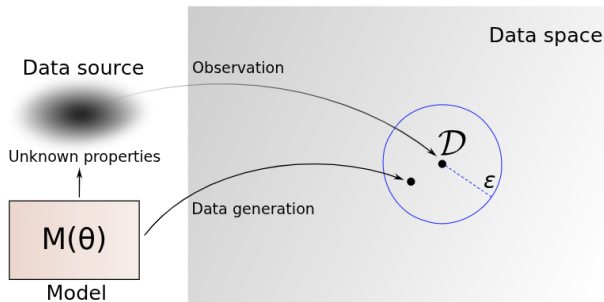 Data space
Data source
Observation
𝒟
Unknown properties
ε
M(θ)
Data generation
Model